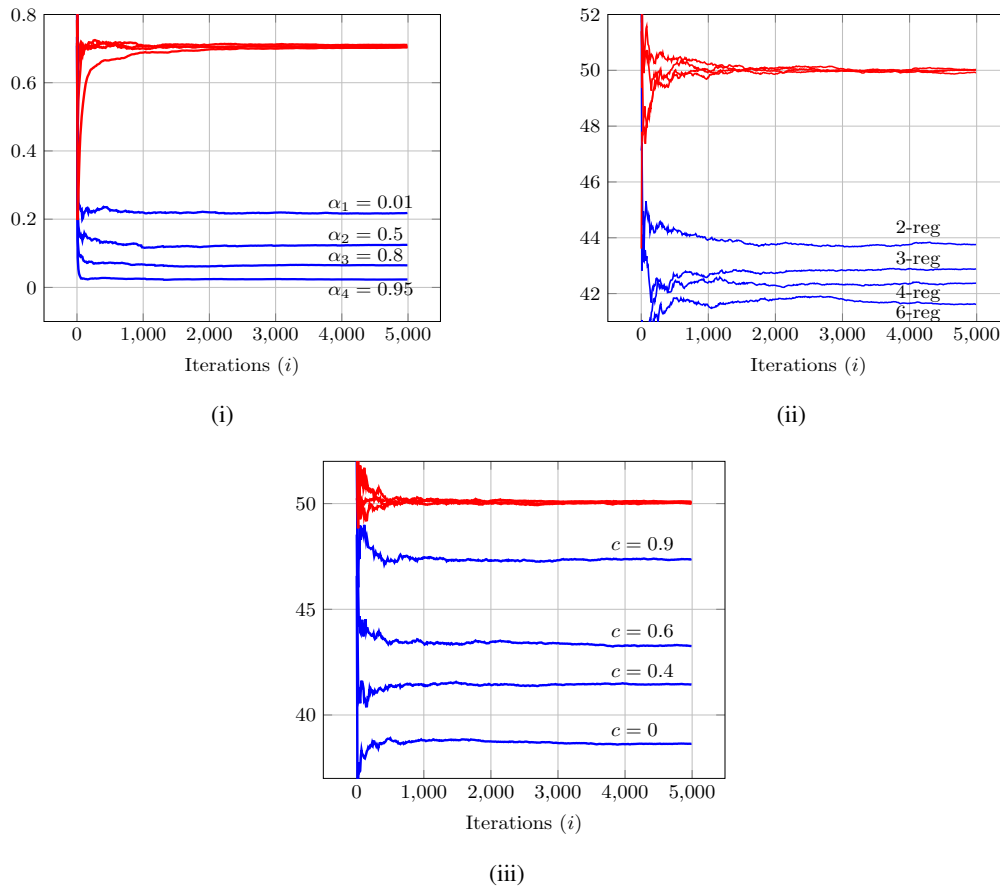 0.8
0.6
0.4
0.2
0
α₁ = 0.01
α₂ = 0.5
α₃ = 0.8
α₄ = 0.95
0 1,000 2,000 3,000 4,000 5,000
Iterations (i)
(i)
52
50
48
46
44
42
2-reg
3-reg
4-reg
6-reg
0 1,000 2,000 3,000 4,000 5,000
Iterations (i)
(ii)
50
45
40
c = 0.9
c = 0.6
c = 0.4
c = 0
0 1,000 2,000 3,000 4,000 5,000
Iterations (i)
(iii)